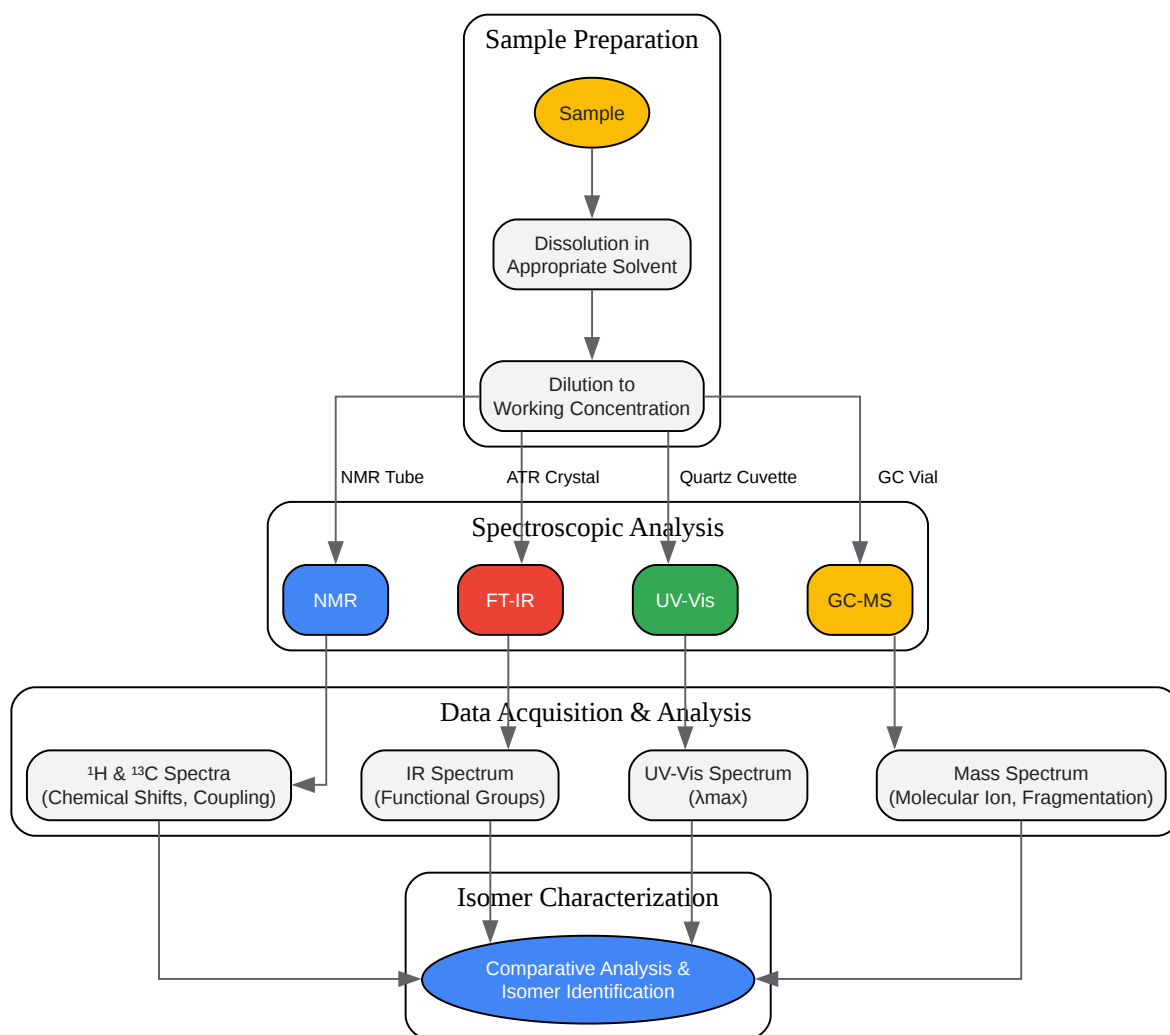 Sample Preparation
Sample
Dissolution in
Appropriate Solvent
Dilution to
Working Concentration
NMR Tube
ATR Crystal
Quartz Cuvette
GC Vial
Spectroscopic Analysis
NMR
FT-IR
UV-Vis
GC-MS
Data Acquisition & Analysis
¹H & ¹³C Spectra
(Chemical Shifts, Coupling)
IR Spectrum
(Functional Groups)
UV-Vis Spectrum
(λmax)
Mass Spectrum
(Molecular Ion, Fragmentation)
Isomer Characterization
Comparative Analysis &
Isomer Identification